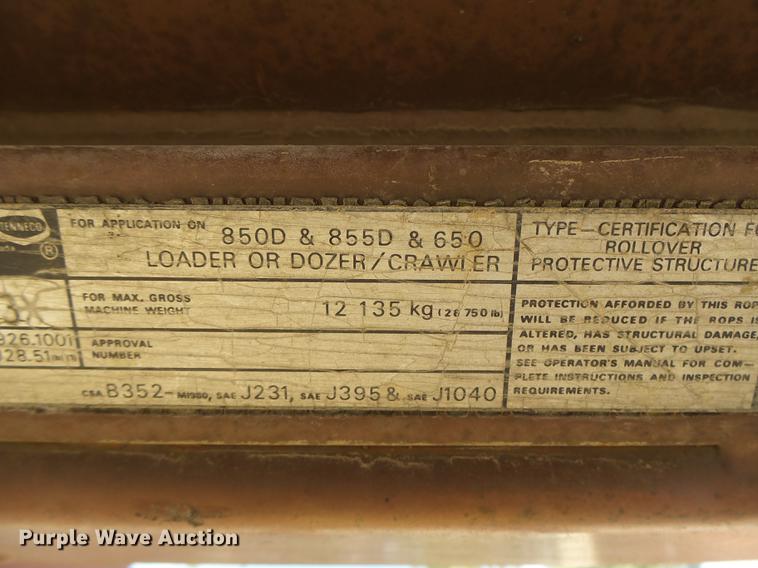 TENNECO
®
FOR APPLICATION ON 850D & 855D & 650
LOADER OR DOZER/CRAWLER
FOR MAX. GROSS
MACHINE WEIGHT 12 135 kg (26 750 lb)
APPROVAL
NUMBER
CSA B352-M1980, SAE J231, SAE J395 & SAE J1040
TYPE-CERTIFICATION FO
ROLLOVER
PROTECTIVE STRUCTURE
PROTECTION AFFORDED BY THIS ROP
WILL BE REDUCED IF THE ROPS IS
ALTERED, HAS STRUCTURAL DAMAGE,
OR HAS BEEN SUBJECT TO UPSET.
SEE OPERATOR'S MANUAL FOR COM-
PLETE INSTRUCTIONS AND INSPECTION
REQUIREMENTS.
Purple Wave Auction